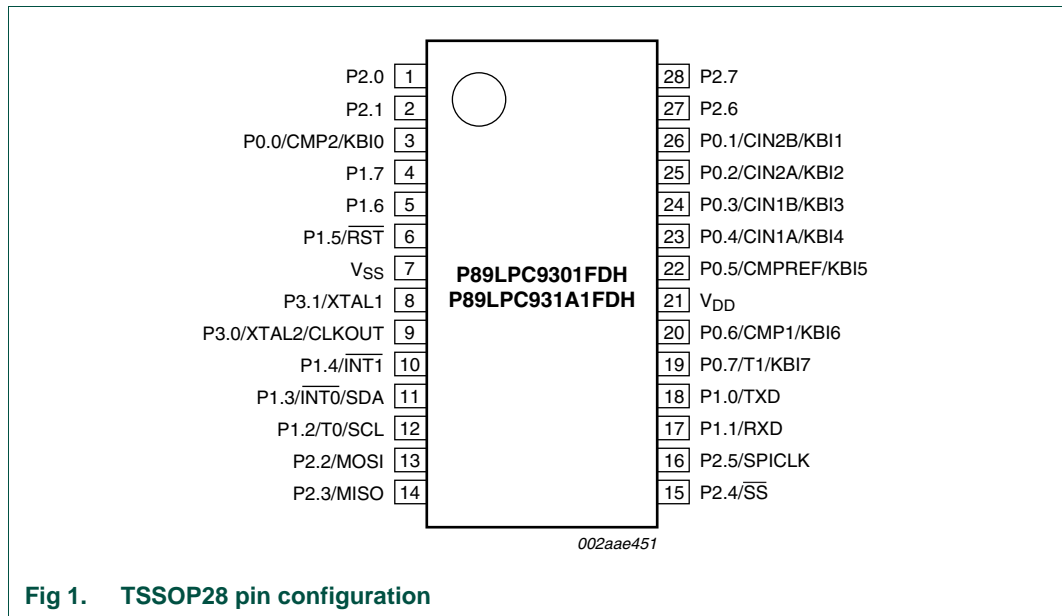 P2.0 1
P2.1 2
P0.0/CMP2/KBI0 3
P1.7 4
P1.6 5
P1.5/R̅S̅T̅ 6
VSS 7
P3.1/XTAL1 8
P3.0/XTAL2/CLKOUT 9
P1.4/I̅N̅T̅1̅ 10
P1.3/I̅N̅T̅0̅/SDA 11
P1.2/T0/SCL 12
P2.2/MOSI 13
P2.3/MISO 14
P89LPC9301FDH
P89LPC931A1FDH
28 P2.7
27 P2.6
26 P0.1/CIN2B/KBI1
25 P0.2/CIN2A/KBI2
24 P0.3/CIN1B/KBI3
23 P0.4/CIN1A/KBI4
22 P0.5/CMPREF/KBI5
21 VDD
20 P0.6/CMP1/KBI6
19 P0.7/T1/KBI7
18 P1.0/TXD
17 P1.1/RXD
16 P2.5/SPICLK
15 P2.4/S̅S̅
002aae451
Fig 1. TSSOP28 pin configuration